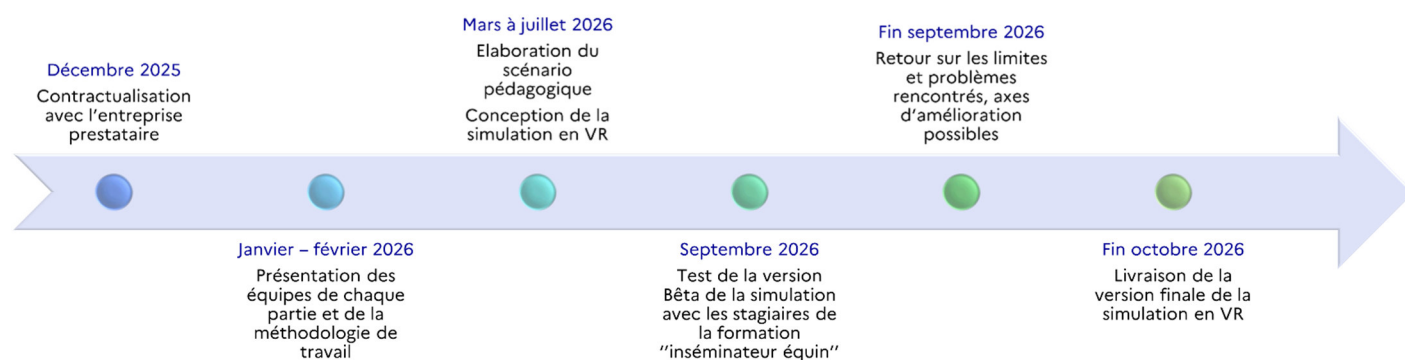 Décembre 2025
Contractualisation
avec l’entreprise
prestataire
Janvier – février 2026
Présentation des
équipes de chaque
partie et de la
méthodologie de
travail
Mars à juillet 2026
Elaboration du
scénario
pédagogique
Conception de la
simulation en VR
Septembre 2026
Test de la version
Bêta de la simulation
avec les stagiaires de
la formation
‘’inséminateur équin’’
Fin septembre 2026
Retour sur les limites
et problèmes
rencontrés, axes
d’amélioration
possibles
Fin octobre 2026
Livraison de la
version finale de la
simulation en VR